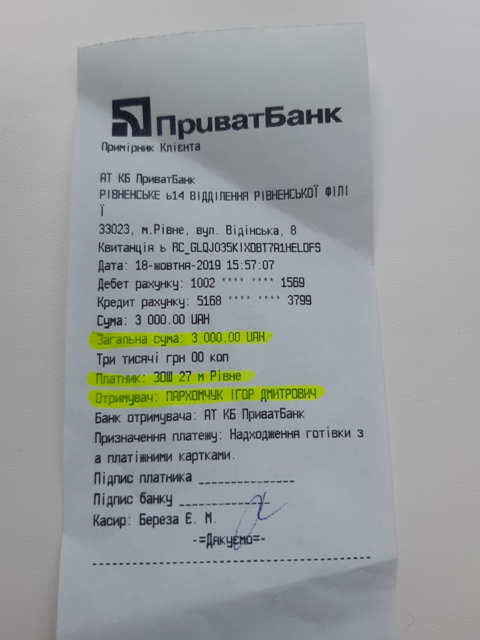 ПриватБанк
Примірник Клієнта
АТ КБ ПриватБанк
РІВНЕНСЬКЕ ь14 ВІДДІЛЕННЯ РІВНЕНСЬКОЇ ФІЛІ
Ї
33023, м.Рівне, вул. Відінська, 8
Квитанція ь RC_GLQJ035KIXDBT7A1HELOFS
Дата: 18-жовтня-2019 15:57:07
Дебет рахунку: 1002 **** **** 1569
Кредит рахунку: 5168 **** **** 3799
Сума: 3 000.00 UAH
Загальна сума: 3 000.00 UAH
Три тисячі грн 00 коп
Платник: ЗОШ 27 м Рівне
Отримувач: ПАРХОМЧУК ІГОР ДМИТРОВИЧ
Банк отримувача: АТ КБ ПриватБанк
Призначення платежу: Надходження готівки з
а платіжними картками.
Підпис платника ______________
Підпис банку ______________
Касир: Береза Є. М.
-=Дякуємо=-